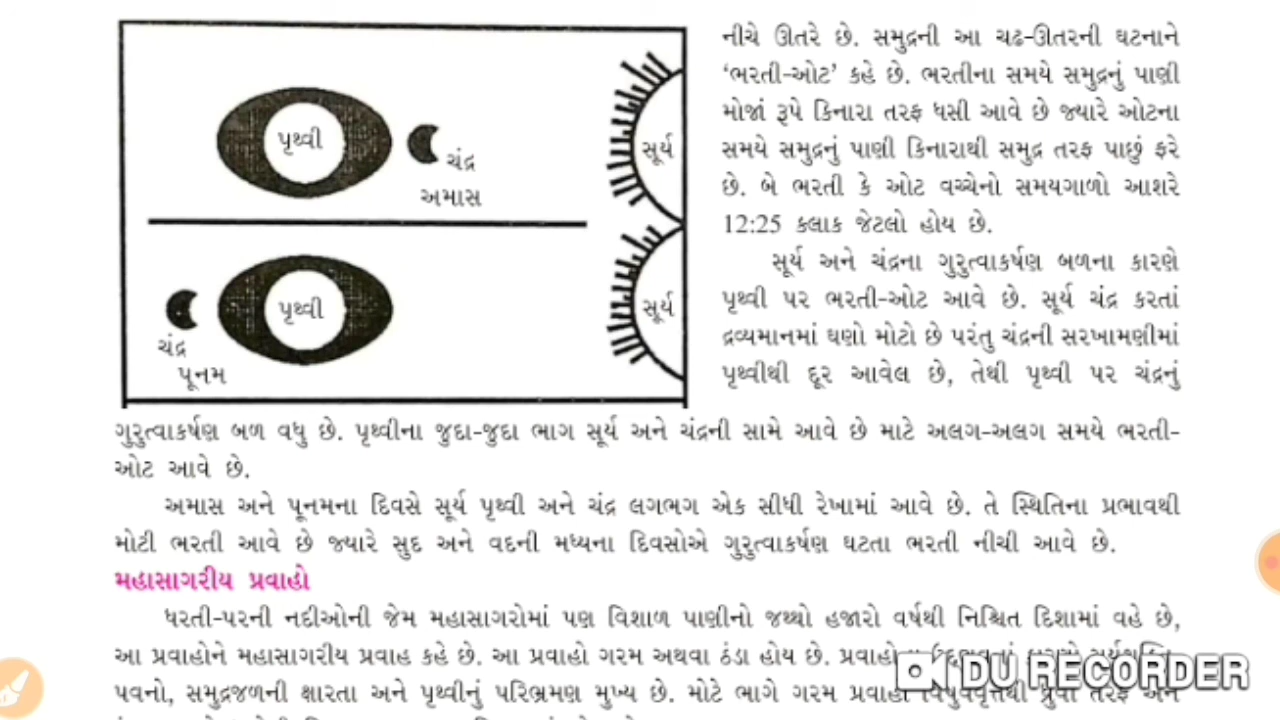 પૃથ્વી
ચંદ્ર
અમાસ
સૂર્ય
પૃથ્વી
ચંદ્ર
પૂનમ
સૂર્ય
નીચે ઊતરે છે. સમુદ્રની આ ચઢ-ઊતરની ઘટનાને
‘ભરતી-ઓટ’ કહે છે. ભરતીના સમયે સમુદ્રનું પાણી
મોજાં રૂપે કિનારા તરફ ધસી આવે છે જ્યારે ઓટના
સમયે સમુદ્રનું પાણી કિનારાથી સમુદ્ર તરફ પાછું ફરે
છે. બે ભરતી કે ઓટ વચ્ચેનો સમયગાળો આશરે
12:25 કલાક જેટલો હોય છે.
સૂર્ય અને ચંદ્રના ગુરુત્વાકર્ષણ બળના કારણે
પૃથ્વી પર ભરતી-ઓટ આવે છે. સૂર્ય ચંદ્ર કરતાં
દ્રવ્યમાનમાં ઘણો મોટો છે પરંતુ ચંદ્રની સરખામણીમાં
પૃથ્વીથી દૂર આવેલ છે, તેથી પૃથ્વી પર ચંદ્રનું
ગુરુત્વાકર્ષણ બળ વધુ છે. પૃથ્વીના જુદા-જુદા ભાગ સૂર્ય અને ચંદ્રની સામે આવે છે માટે અલગ-અલગ સમયે ભરતી-
ઓટ આવે છે.
અમાસ અને પૂનમના દિવસે સૂર્ય પૃથ્વી અને ચંદ્ર લગભગ એક સીધી રેખામાં આવે છે. તે સ્થિતિના પ્રભાવથી
મોટી ભરતી આવે છે જ્યારે સુદ અને વદની મધ્યના દિવસોએ ગુરુત્વાકર્ષણ ઘટતા ભરતી નીચી આવે છે.
મહાસાગરીય પ્રવાહો
ધરતી-પરની નદીઓની જેમ મહાસાગરોમાં પણ વિશાળ પાણીનો જથ્થો હજારો વર્ષથી નિશ્ચિત દિશામાં વહે છે,
આ પ્રવાહોને મહાસાગરીય પ્રવાહ કહે છે. આ પ્રવાહો ગરમ અથવા ઠંડા હોય છે.
પવનો, સમુદ્રજળની ક્ષારતા અને પૃથ્વીનું પરિભ્રમણ મુખ્ય છે. મોટે ભાગે ગરમ પ્રવાહો
DU RECORDER